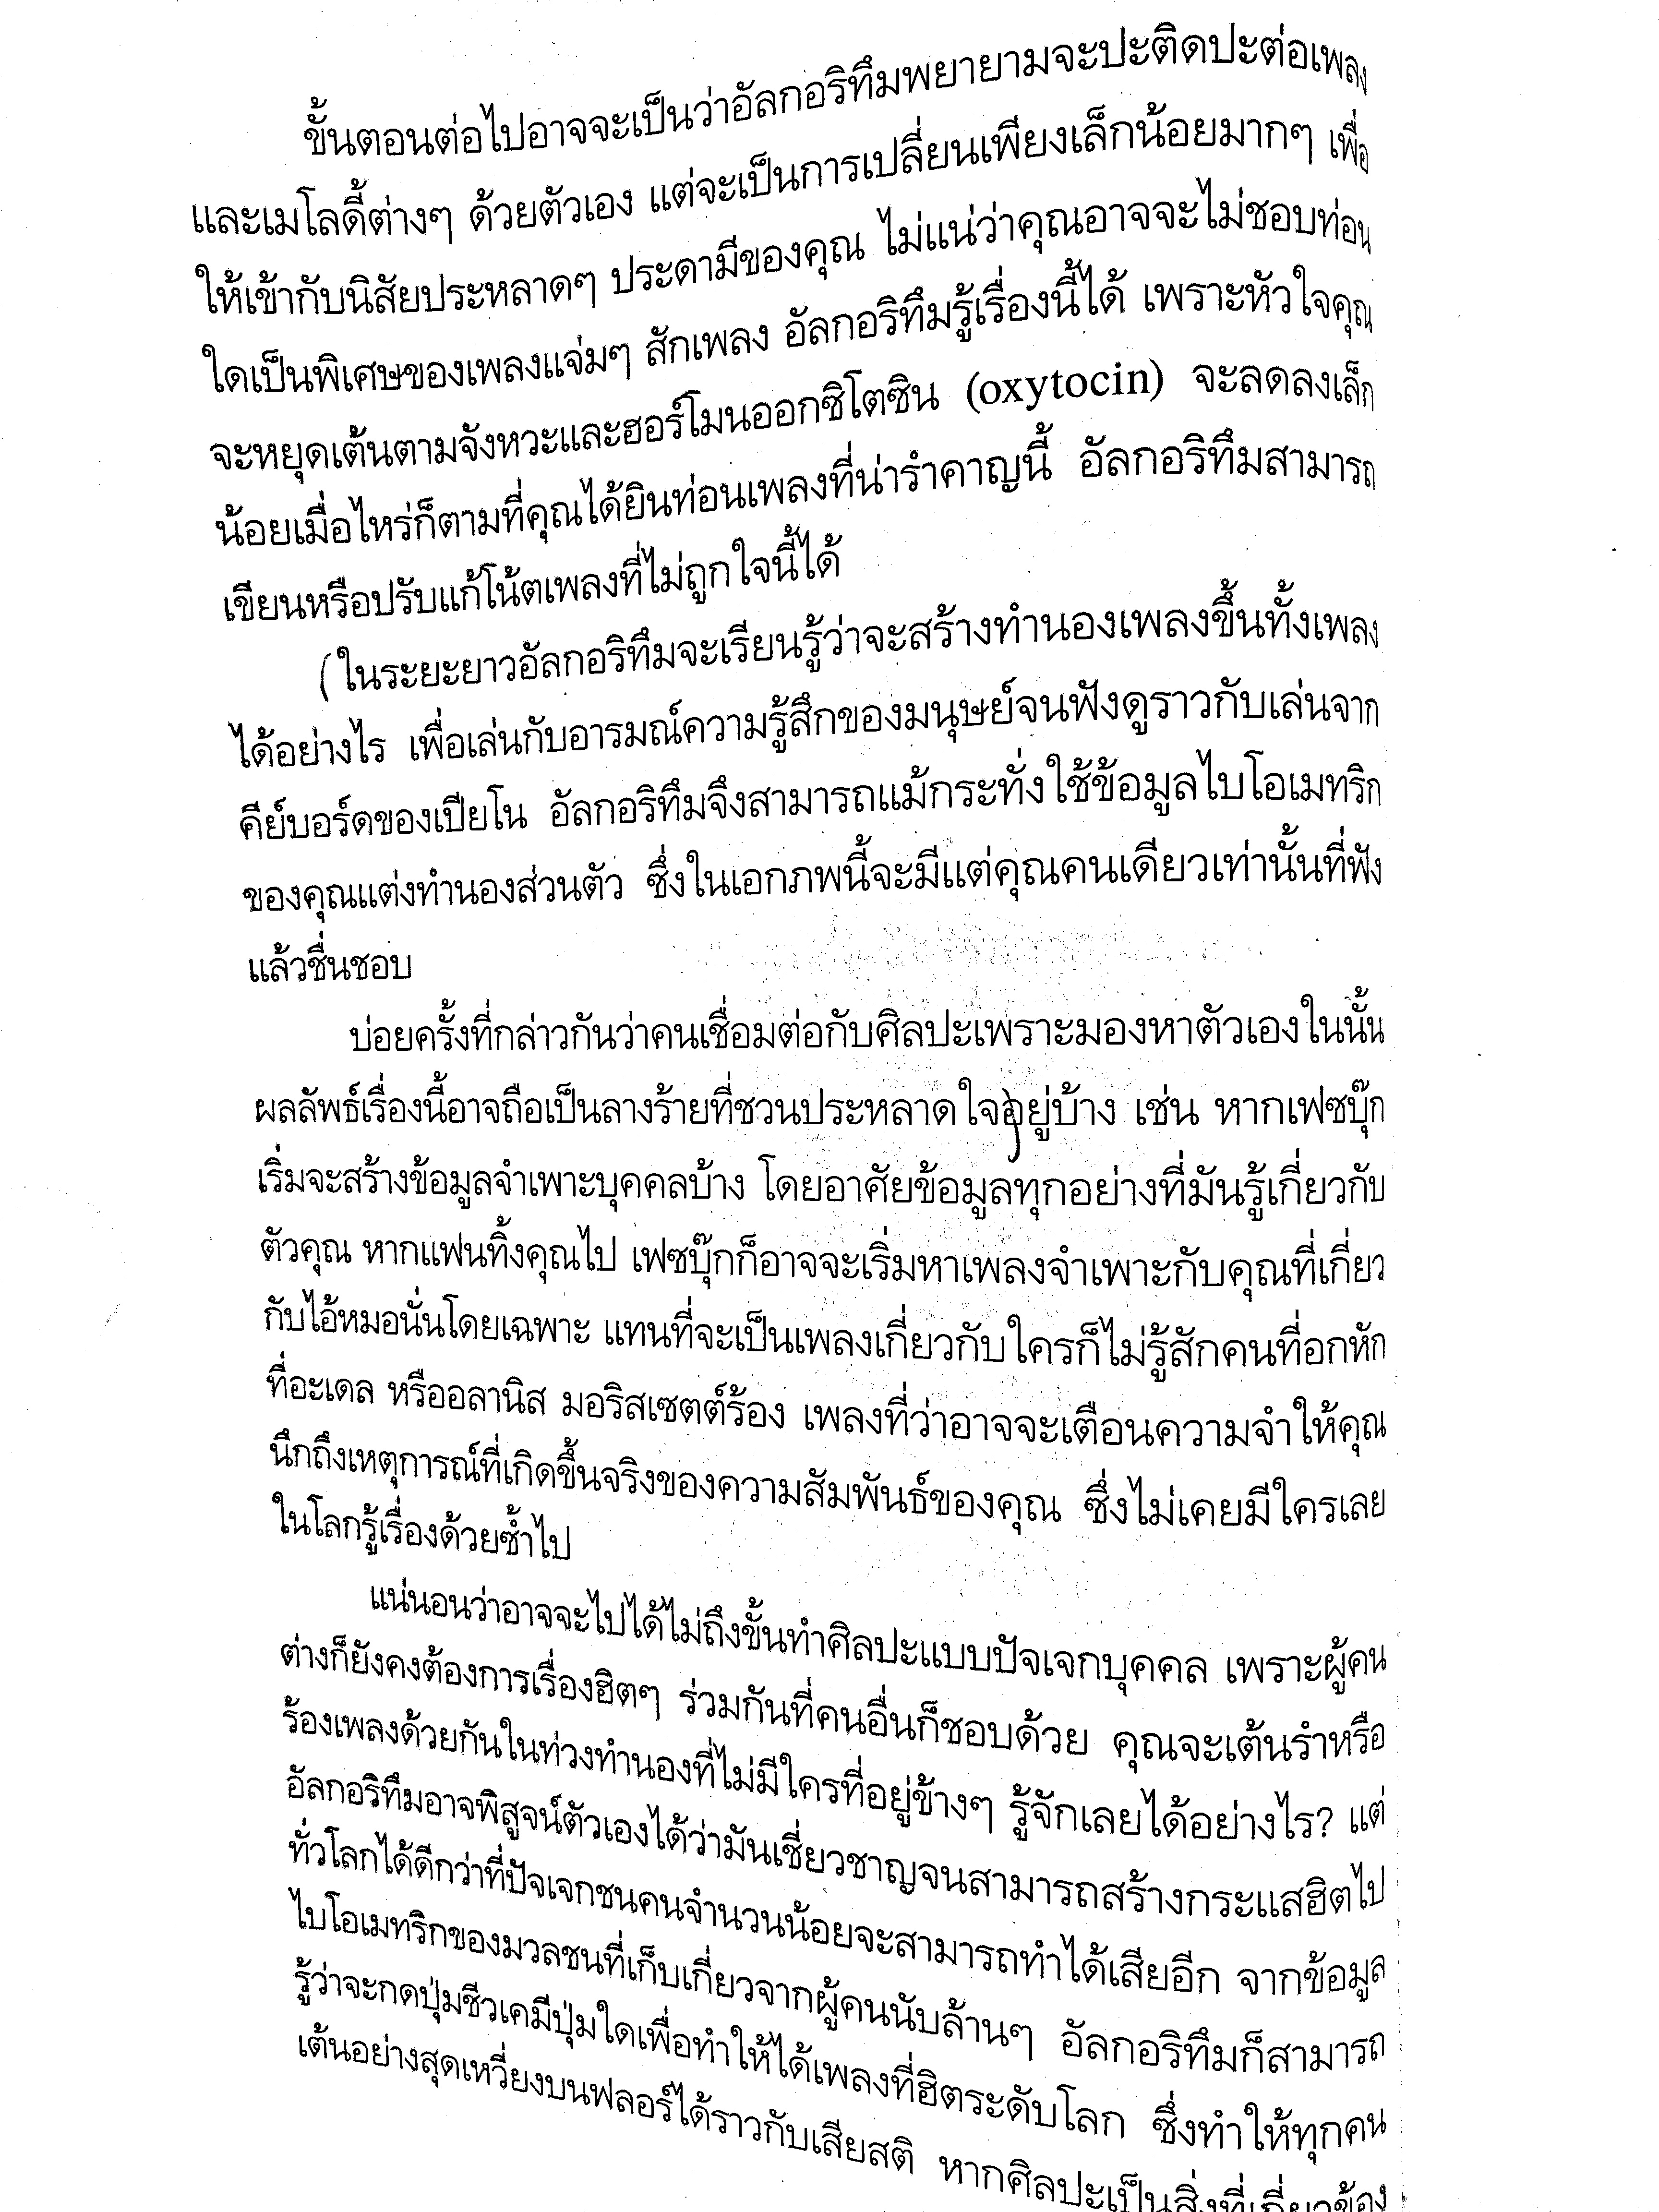 ขั้นตอนต่อไปอาจจะเป็นว่าอัลกอริทึมพยายามจะปะติดปะต่อเพลง
และเมโลดี้ต่างๆ ด้วยตัวเอง แต่จะเป็นการเปลี่ยนเพียงเล็กน้อยมากๆ เพื่อ
ให้เข้ากับนิสัยประหลาดๆ ประดามีของคุณ ไม่แน่ว่าคุณอาจจะไม่ชอบท่อน
ใดเป็นพิเศษของเพลงแจ่มๆ สักเพลง อัลกอริทึมรู้เรื่องนี้ได้ เพราะหัวใจคุณ
จะหยุดเต้นตามจังหวะและฮอร์โมนออกซิโตซิน (oxytocin) จะลดลงเล็ก
น้อยเมื่อไหร่ก็ตามที่คุณได้ยินท่อนเพลงที่น่ารำคาญนี้ อัลกอริทึมสามารถ
เขียนหรือปรับแก้โน้ตเพลงที่ไม่ถูกใจนี้ได้
(ในระยะยาวอัลกอริทึมจะเรียนรู้ว่าจะสร้างทำนองเพลงขึ้นทั้งเพลง
ได้อย่างไร เพื่อเล่นกับอารมณ์ความรู้สึกของมนุษย์จนฟังดูราวกับเล่นจาก
คีย์บอร์ดของเปียโน อัลกอริทึมจึงสามารถแม้กระทั่งใช้ข้อมูลไบโอเมทริก
ของคุณแต่งทำนองส่วนตัว ซึ่งในเอกภพนี้จะมีแต่คุณคนเดียวเท่านั้นที่ฟัง
แล้วชื่นชอบ
บ่อยครั้งที่กล่าวกันว่าคนเชื่อมต่อกับศิลปะเพราะมองหาตัวเองในนั้น
ผลลัพธ์เรื่องนี้อาจถือเป็นลางร้ายที่ชวนประหลาดใจอยู่บ้าง เช่น หากเฟซบุ๊ก
เริ่มจะสร้างข้อมูลจำเพาะบุคคลบ้าง โดยอาศัยข้อมูลทุกอย่างที่มันรู้เกี่ยวกับ
ตัวคุณ หากแฟนทิ้งคุณไป เฟซบุ๊กก็อาจจะเริ่มหาเพลงจำเพาะกับคุณที่เกี่ยว
กับไอ้หมอนั่นโดยเฉพาะ แทนที่จะเป็นเพลงเกี่ยวกับใครก็ไม่รู้สักคนที่อกหัก
ที่อะเดล หรืออลานิส มอริสเซตต์ร้อง เพลงที่ว่าอาจจะเตือนความจำให้คุณ
นึกถึงเหตุการณ์ที่เกิดขึ้นจริงของความสัมพันธ์ของคุณ ซึ่งไม่เคยมีใครเลย
ในโลกรู้เรื่องด้วยซ้ำไป
แน่นอนว่าอาจจะไปได้ไม่ถึงขั้นทำศิลปะแบบปัจเจกบุคคล เพราะผู้คน
ต่างก็ยังคงต้องการเรื่องฮิตๆ ร่วมกันที่คนอื่นก็ชอบด้วย คุณจะเต้นรำหรือ
ร้องเพลงด้วยกันในท่วงทำนองที่ไม่มีใครที่อยู่ข้างๆ รู้จักเลยได้อย่างไร? แต่
อัลกอริทึมอาจพิสูจน์ตัวเองได้ว่ามันเชี่ยวชาญจนสามารถสร้างกระแสฮิตไป
ทั่วโลกได้ดีกว่าที่ปัจเจกชนคนจำนวนน้อยจะสามารถทำได้เสียอีก จากข้อมูล
ไบโอเมทริกของมวลชนที่เก็บเกี่ยวจากผู้คนนับล้านๆ อัลกอริทึมก็สามารถ
รู้ว่าจะกดปุ่มชีวเคมีปุ่มใดเพื่อทำให้ได้เพลงที่ฮิตระดับโลก ซึ่งทำให้ทุกคน
เต้นอย่างสุดเหวี่ยงบนฟลอร์ได้ราวกับเสียสติ หากศิลปะเป็นสิ่งที่เกี่ยวข้อง